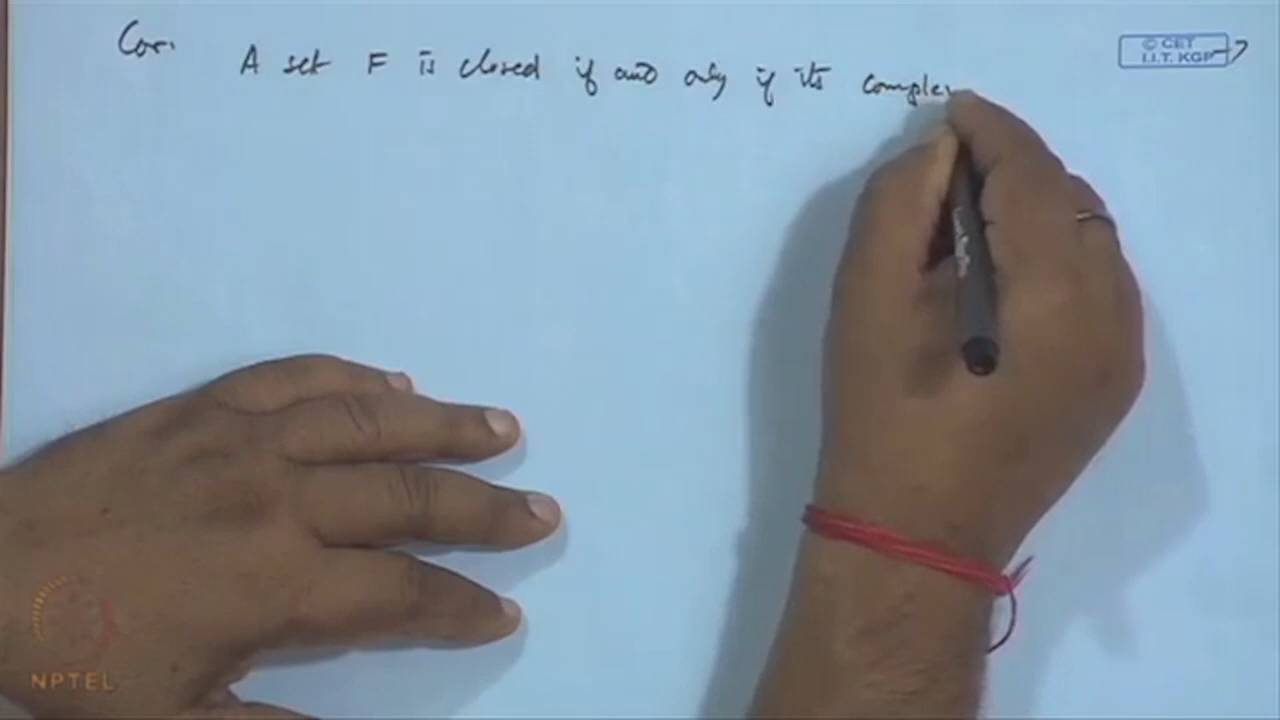 Cor.
A set F is closed if and only if its complem
© CET
I.I.T. KGP
NPTEL